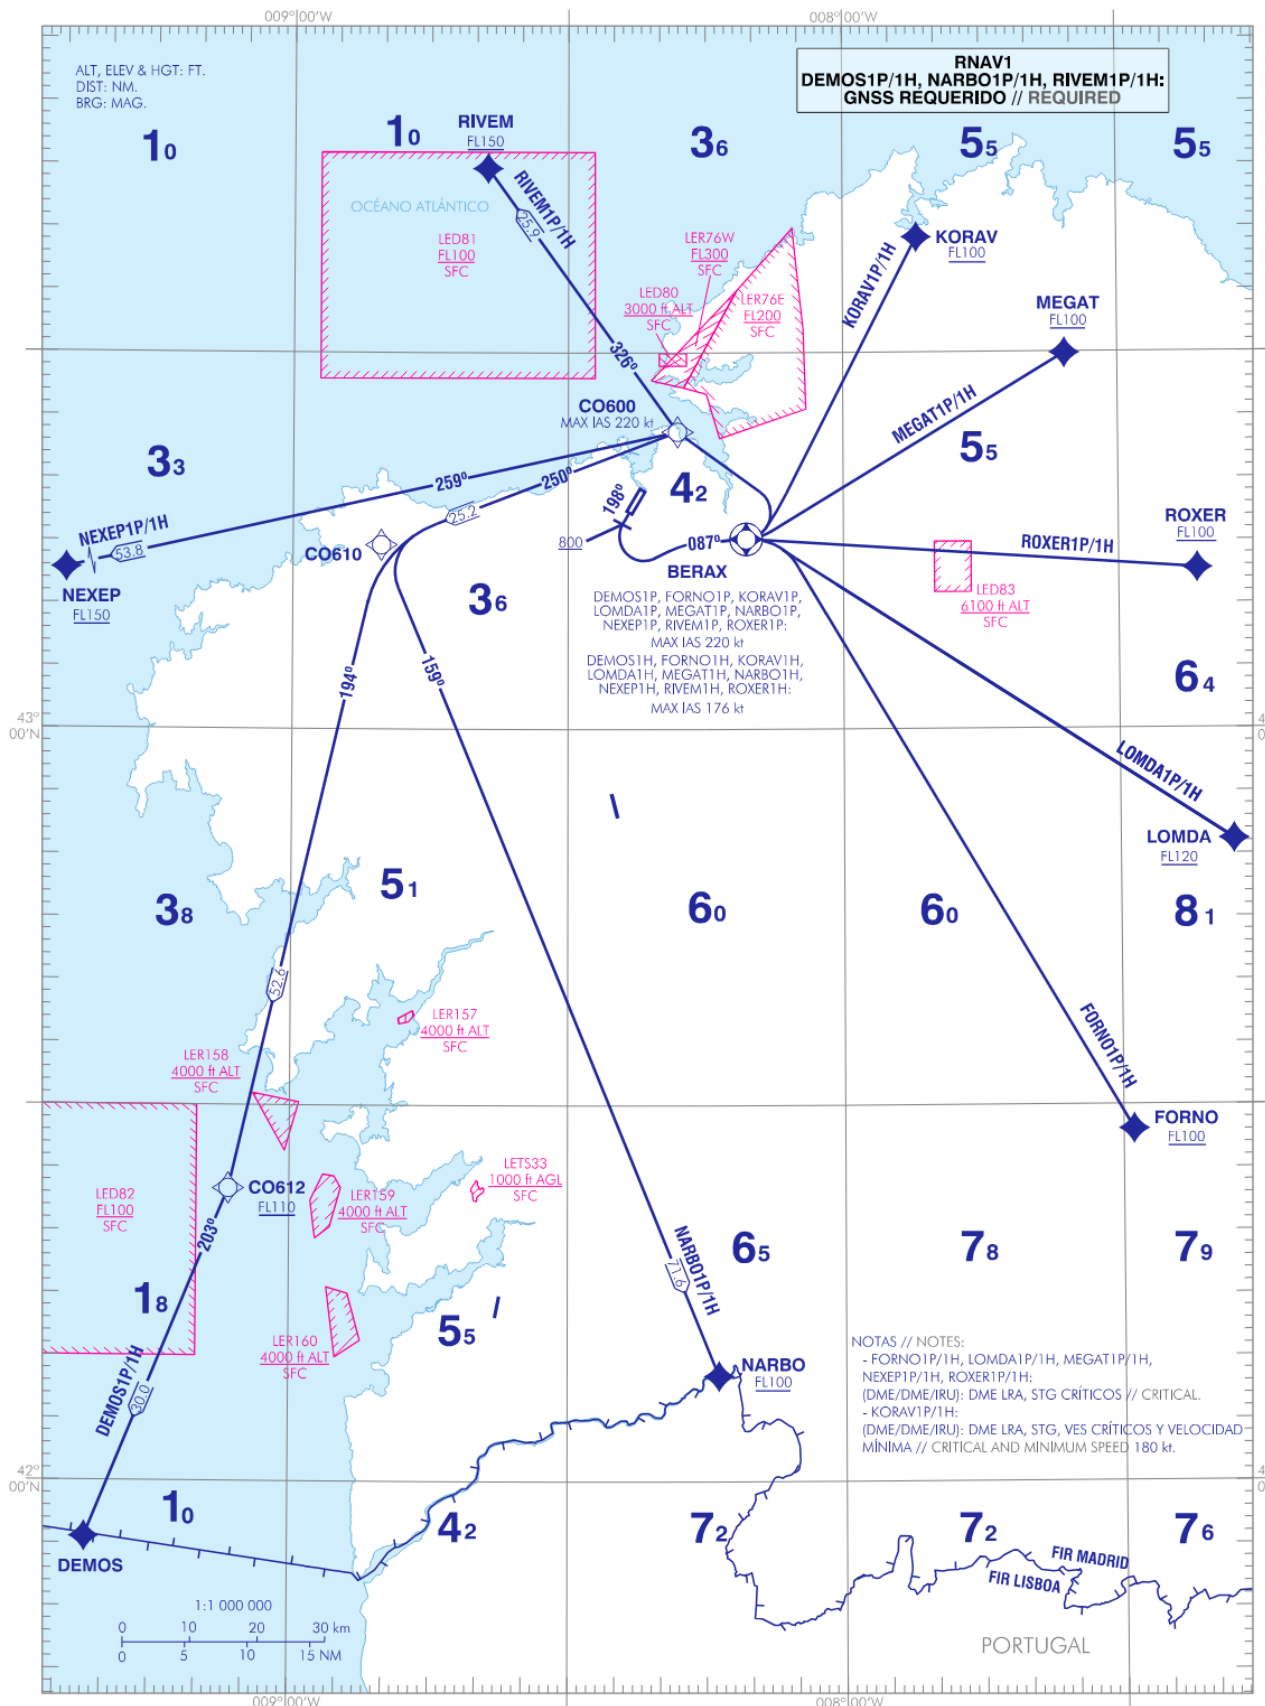 009°00'W
008°00'W
ALT, ELEV & HGT: FT.
DIST: NM.
BRG: MAG.
RNAV1
DEMOS1P/1H, NARBO1P/1H, RIVEM1P/1H:
GNSS REQUERIDO // REQUIRED
10
10
36
55
55
RIVEM
FL150
RIVEM1P/1H
25.9
326°
OCÉANO ATLÁNTICO
LED81
FL100
SFC
LER76W
FL300
SFC
LED80
3000 ft ALT
SFC
LER76E
FL200
SFC
KORAV
FL100
KORAV1P/1H
MEGAT
FL100
MEGAT1P/1H
CO600
MAX IAS 220 kt
33
42
55
259°
250°
25.2
NEXEP1P/1H
53.8
NEXEP
FL150
CO610
198°
800
087°
BERAX
ROXER
FL100
ROXER1P/1H
LED83
6100 ft ALT
SFC
36
DEMOS1P, FORNO1P, KORAV1P,
LOMDA1P, MEGAT1P, NARBO1P,
NEXEP1P, RIVEM1P, ROXER1P:
MAX IAS 220 kt
DEMOS1H, FORNO1H, KORAV1H,
LOMDA1H, MEGAT1H, NARBO1H,
NEXEP1H, RIVEM1H, ROXER1H:
MAX IAS 176 kt
64
194°
159°
43°
00'N
4
0
LOMDA1P/1H
LOMDA
FL120
38
51
60
60
81
52.6
LER157
4000 ft ALT
SFC
LER158
4000 ft ALT
SFC
FORNO1P/1H
FORNO
FL100
LED82
FL100
SFC
CO612
FL110
203°
LER159
4000 ft ALT
SFC
LETS33
1000 ft AGL
SFC
65
78
79
NARBO1P/1H
71.6
18
55
LER160
4000 ft ALT
SFC
DEMOS1P/1H
30.0
NARBO
FL100
NOTAS // NOTES:
- FORNO1P/1H, LOMDA1P/1H, MEGAT1P/1H,
NEXEP1P/1H, ROXER1P/1H:
(DME/DME/IRU): DME LRA, STG CRÍTICOS // CRITICAL.
- KORAV1P/1H:
(DME/DME/IRU): DME LRA, STG, VES CRÍTICOS Y VELOCIDAD
MÍNIMA // CRITICAL AND MINIMUM SPEED 180 kt.
42°
00'N
4
0
10
42
72
72
76
DEMOS
FIR MADRID
FIR LISBOA
1:1 000 000
0 10 20 30 km
0 5 10 15 NM
PORTUGAL
009°00'W
008°00'W